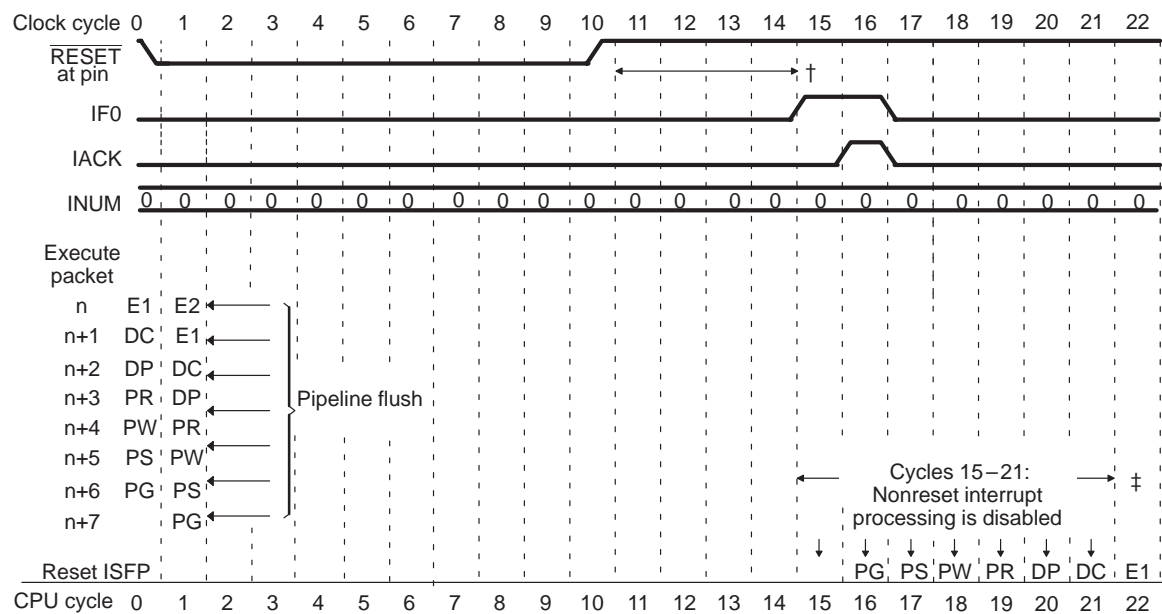 Clock cycle 0 1 2 3 4 5 6 7 8 9 10 11 12 13 14 15 16 17 18 19 20 21 22
RESET
at pin
†
IF0
IACK
INUM 0 0 0 0 0 0 0 0 0 0 0 0 0 0 0 0 0 0 0 0 0 0 0
Execute
packet
n E1 E2
n+1 DC E1
n+2 DP DC
n+3 PR DP
Pipeline flush
n+4 PW PR
n+5 PS PW
n+6 PG PS
n+7 PG
Cycles 15–21:
Nonreset interrupt
processing is disabled
‡
Reset ISFP PG PS PW PR DP DC E1
CPU cycle 0 1 2 3 4 5 6 7 8 9 10 11 12 13 14 15 16 17 18 19 20 21 22